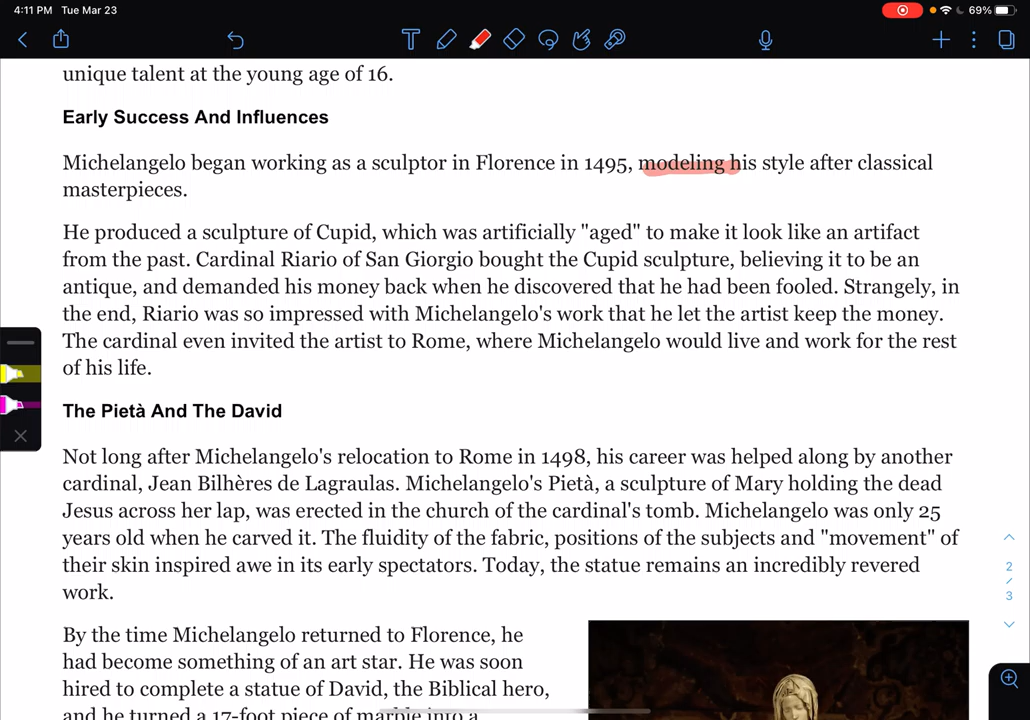 4:11 PM Tue Mar 23 69%
T
unique talent at the young age of 16.
Early Success And Influences
Michelangelo began working as a sculptor in Florence in 1495, modeling his style after classical
masterpieces.
He produced a sculpture of Cupid, which was artificially "aged" to make it look like an artifact
from the past. Cardinal Riario of San Giorgio bought the Cupid sculpture, believing it to be an
antique, and demanded his money back when he discovered that he had been fooled. Strangely, in
the end, Riario was so impressed with Michelangelo's work that he let the artist keep the money.
The cardinal even invited the artist to Rome, where Michelangelo would live and work for the rest
of his life.
The Pietà And The David
Not long after Michelangelo's relocation to Rome in 1498, his career was helped along by another
cardinal, Jean Bilhères de Lagraulas. Michelangelo's Pietà, a sculpture of Mary holding the dead
Jesus across her lap, was erected in the church of the cardinal's tomb. Michelangelo was only 25
years old when he carved it. The fluidity of the fabric, positions of the subjects and "movement" of
their skin inspired awe in its early spectators. Today, the statue remains an incredibly revered
work.
2
/
3
By the time Michelangelo returned to Florence, he
had become something of an art star. He was soon
hired to complete a statue of David, the Biblical hero,
and he turned a 17-foot piece of marble into a